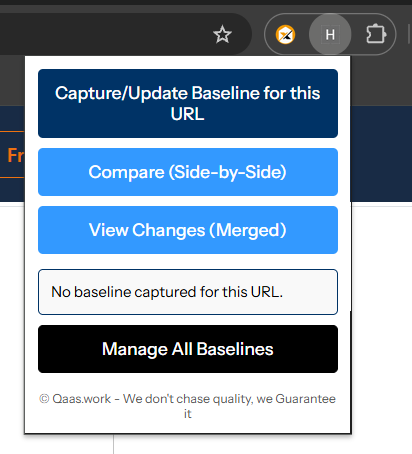 H
Fr
Capture/Update Baseline for this
URL
Compare (Side-by-Side)
View Changes (Merged)
No baseline captured for this URL.
Manage All Baselines
© Qaas.work - We don't chase quality, we Guarantee
it